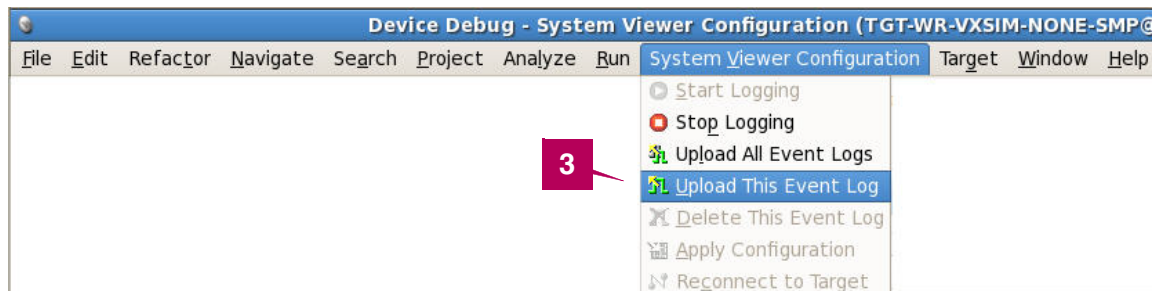 Device Debug - System Viewer Configuration (TGT-WR-VXSIM-NONE-SMP@
File Edit Refactor Navigate Search Project Analyze Run System Viewer Configuration Target Window Help
Start Logging
Stop Logging
Upload All Event Logs
3
Upload This Event Log
Delete This Event Log
Apply Configuration
Reconnect to Target